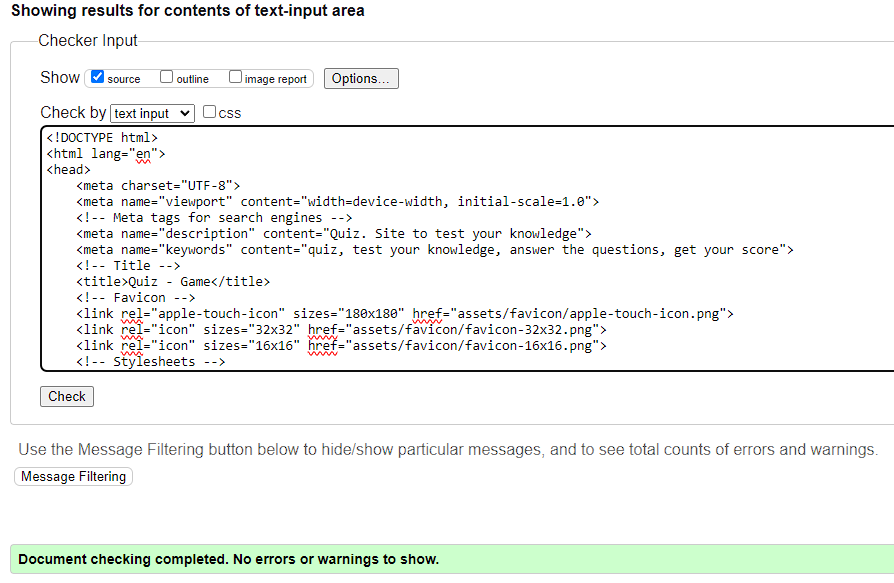 Showing results for contents of text-input area
Checker Input
Show source outline image report Options...
Check by text input css
<!DOCTYPE html>
<html lang="en">
<head>
    <meta charset="UTF-8">
    <meta name="viewport" content="width=device-width, initial-scale=1.0">
    <!-- Meta tags for search engines -->
    <meta name="description" content="Quiz. Site to test your knowledge">
    <meta name="keywords" content="quiz, test your knowledge, answer the questions, get your score">
    <!-- Title -->
    <title>Quiz - Game</title>
    <!-- Favicon -->
    <link rel="apple-touch-icon" sizes="180x180" href="assets/favicon/apple-touch-icon.png">
    <link rel="icon" sizes="32x32" href="assets/favicon/favicon-32x32.png">
    <link rel="icon" sizes="16x16" href="assets/favicon/favicon-16x16.png">
    <!-- Stylesheets -->
Check
Use the Message Filtering button below to hide/show particular messages, and to see total counts of errors and warnings.
Message Filtering
Document checking completed. No errors or warnings to show.